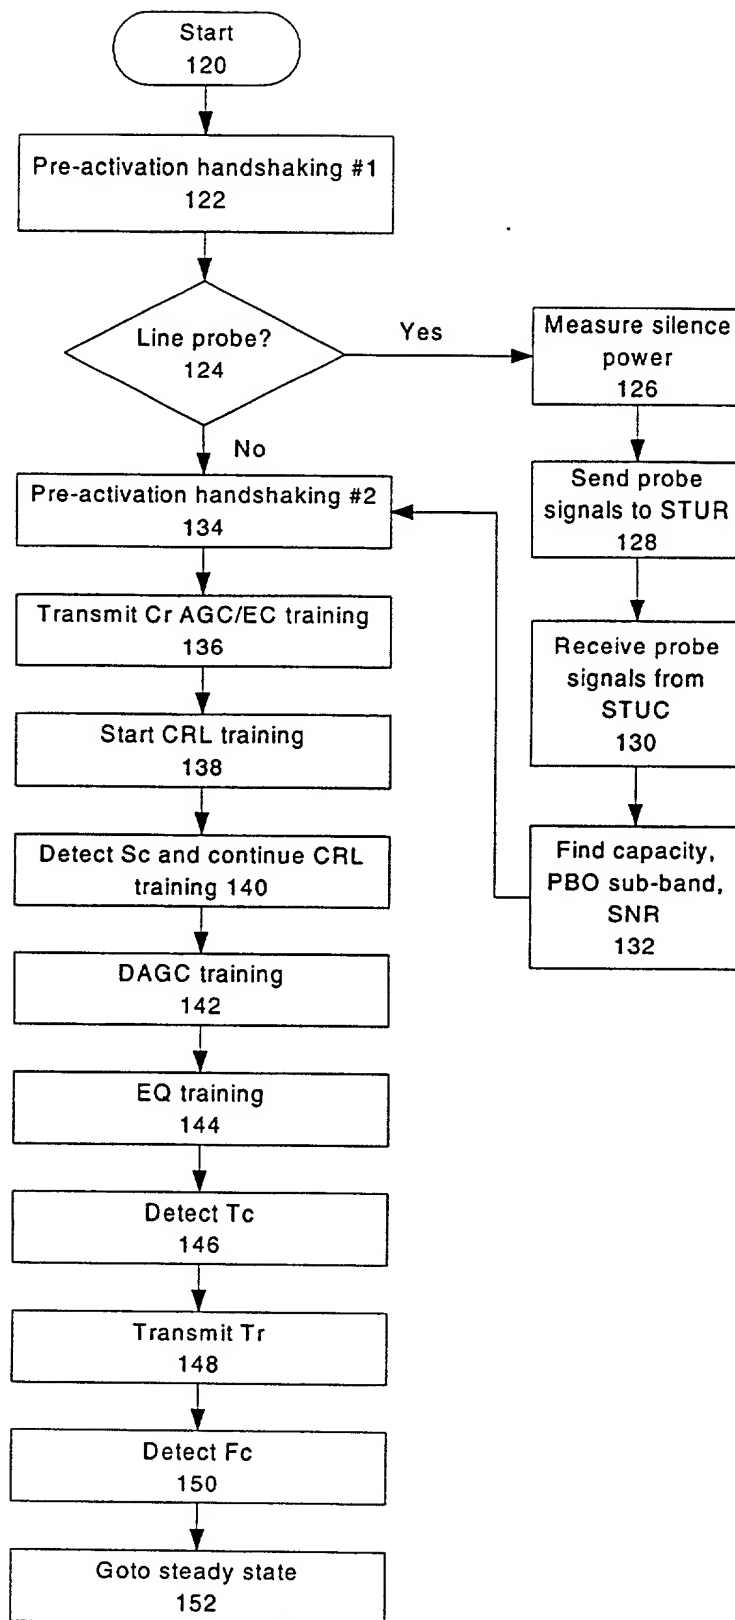 Start
120
Pre-activation handshaking #1
122
Line probe?
124
Yes
No
Measure silence
power
126
Send probe
signals to STUR
128
Receive probe
signals from
STUC
130
Find capacity,
PBO sub-band,
SNR
132
Pre-activation handshaking #2
134
Transmit Cr AGC/EC training
136
Start CRL training
138
Detect Sc and continue CRL
training 140
DAGC training
142
EQ training
144
Detect Tc
146
Transmit Tr
148
Detect Fc
150
Goto steady state
152